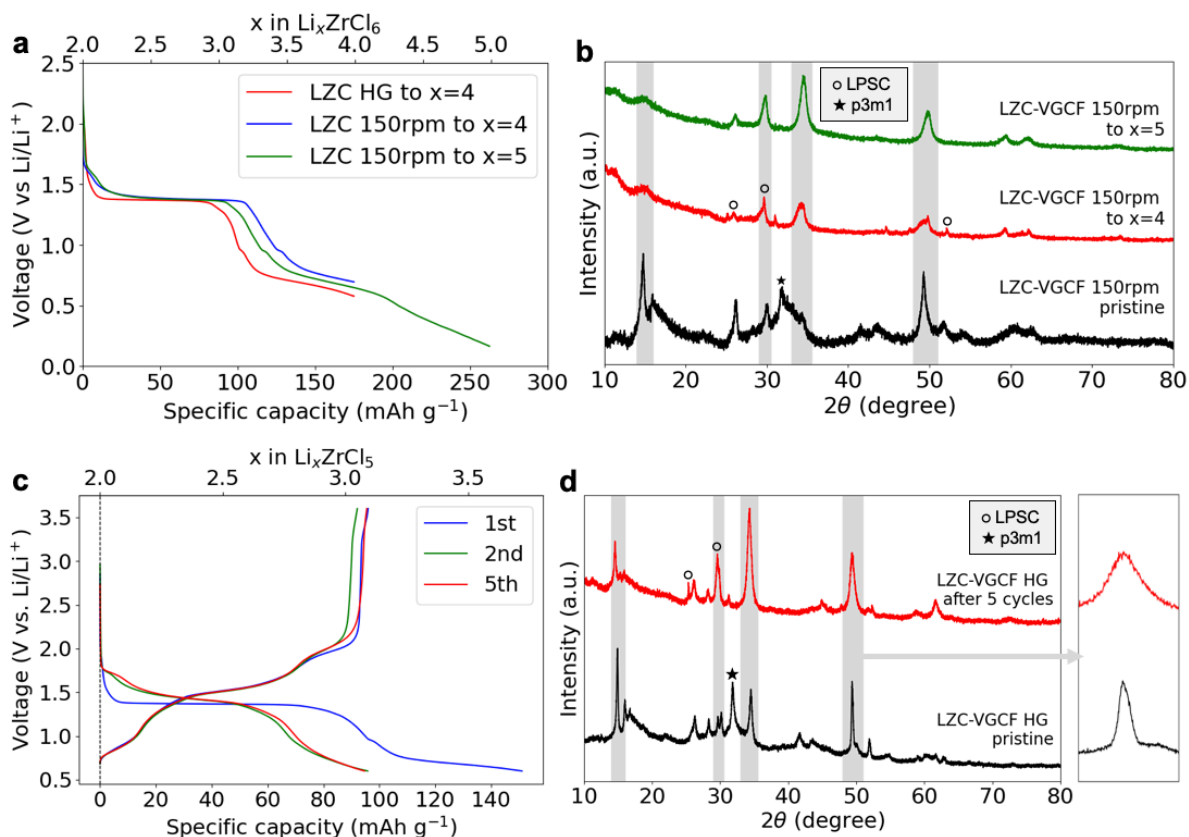 a
x in LiₓZrCl₆
2.0 2.5 3.0 3.5 4.0 4.5 5.0
2.5
2.0
1.5
1.0
0.5
0.0
Voltage (V vs Li/Li⁺)
LZC HG to x=4
LZC 150rpm to x=4
LZC 150rpm to x=5
0 50 100 150 200 250 300
Specific capacity (mAh g⁻¹)
b
Intensity (a.u.)
LPSC
p3m1
LZC-VGCF 150rpm
to x=5
LZC-VGCF 150rpm
to x=4
LZC-VGCF 150rpm
pristine
10 20 30 40 50 60 70 80
2θ (degree)
c
x in LiₓZrCl₅
2.0 2.5 3.0 3.5
3.5
3.0
2.5
2.0
1.5
1.0
0.5
Voltage (V vs. Li/Li⁺)
1st
2nd
5th
0 20 40 60 80 100 120 140
Specific capacity (mAh g⁻¹)
d
Intensity (a.u.)
LPSC
p3m1
LZC-VGCF HG
after 5 cycles
LZC-VGCF HG
pristine
10 20 30 40 50 60 70 80
2θ (degree)